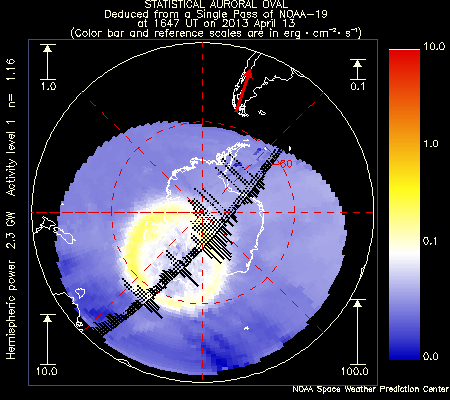 STATISTICAL AURORAL OVAL
Deduced from a Single Pass of NOAA-19
at 1647 UT on 2013 April 13
(Color bar and reference scales are in erg · cm⁻² · s⁻¹)
Hemispheric power 2.3 GW Activity level 1 n= 1.16
1.0
0.1
10.0
100.0
-60
10.0
1.0
0.1
0.0
NOAA Space Weather Prediction Center